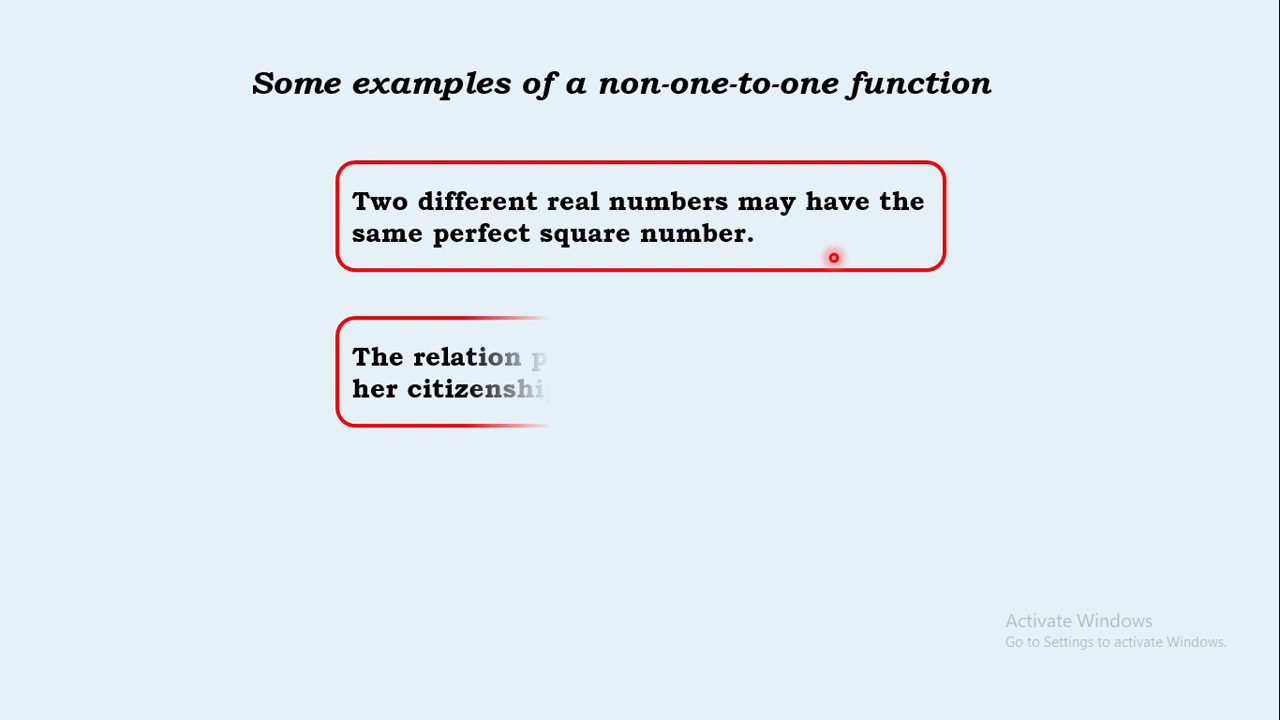 Some examples of a non-one-to-one function
Two different real numbers may have the
same perfect square number.
The relation
her
Activate Windows
Go to Settings to activate Windows.